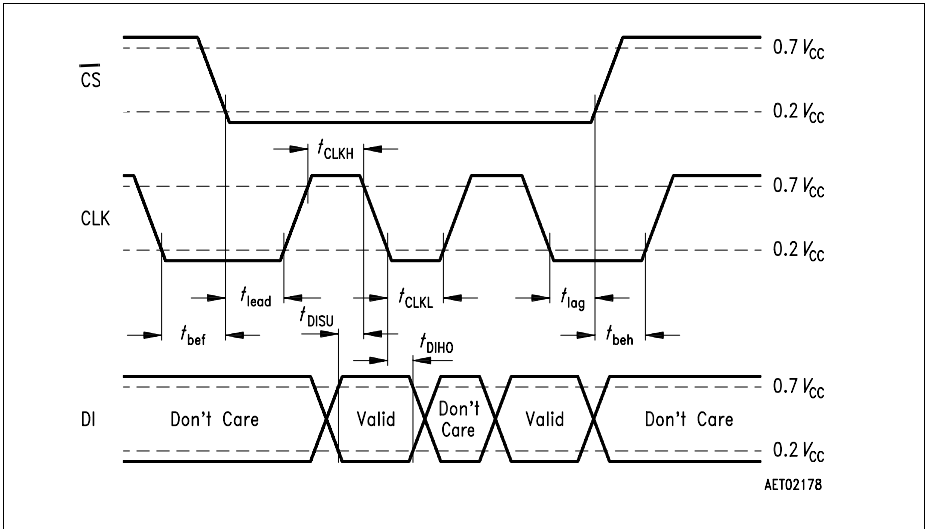 0.7 VCC
CS
0.2 VCC
tCLKH
0.7 VCC
CLK
0.2 VCC
tlead
tCLKL
tlag
tDISU
tbef
tDIHO
tbeh
0.7 VCC
DI
Don't Care
Valid
Don't
Care
Valid
Don't Care
0.2 VCC
AET02178